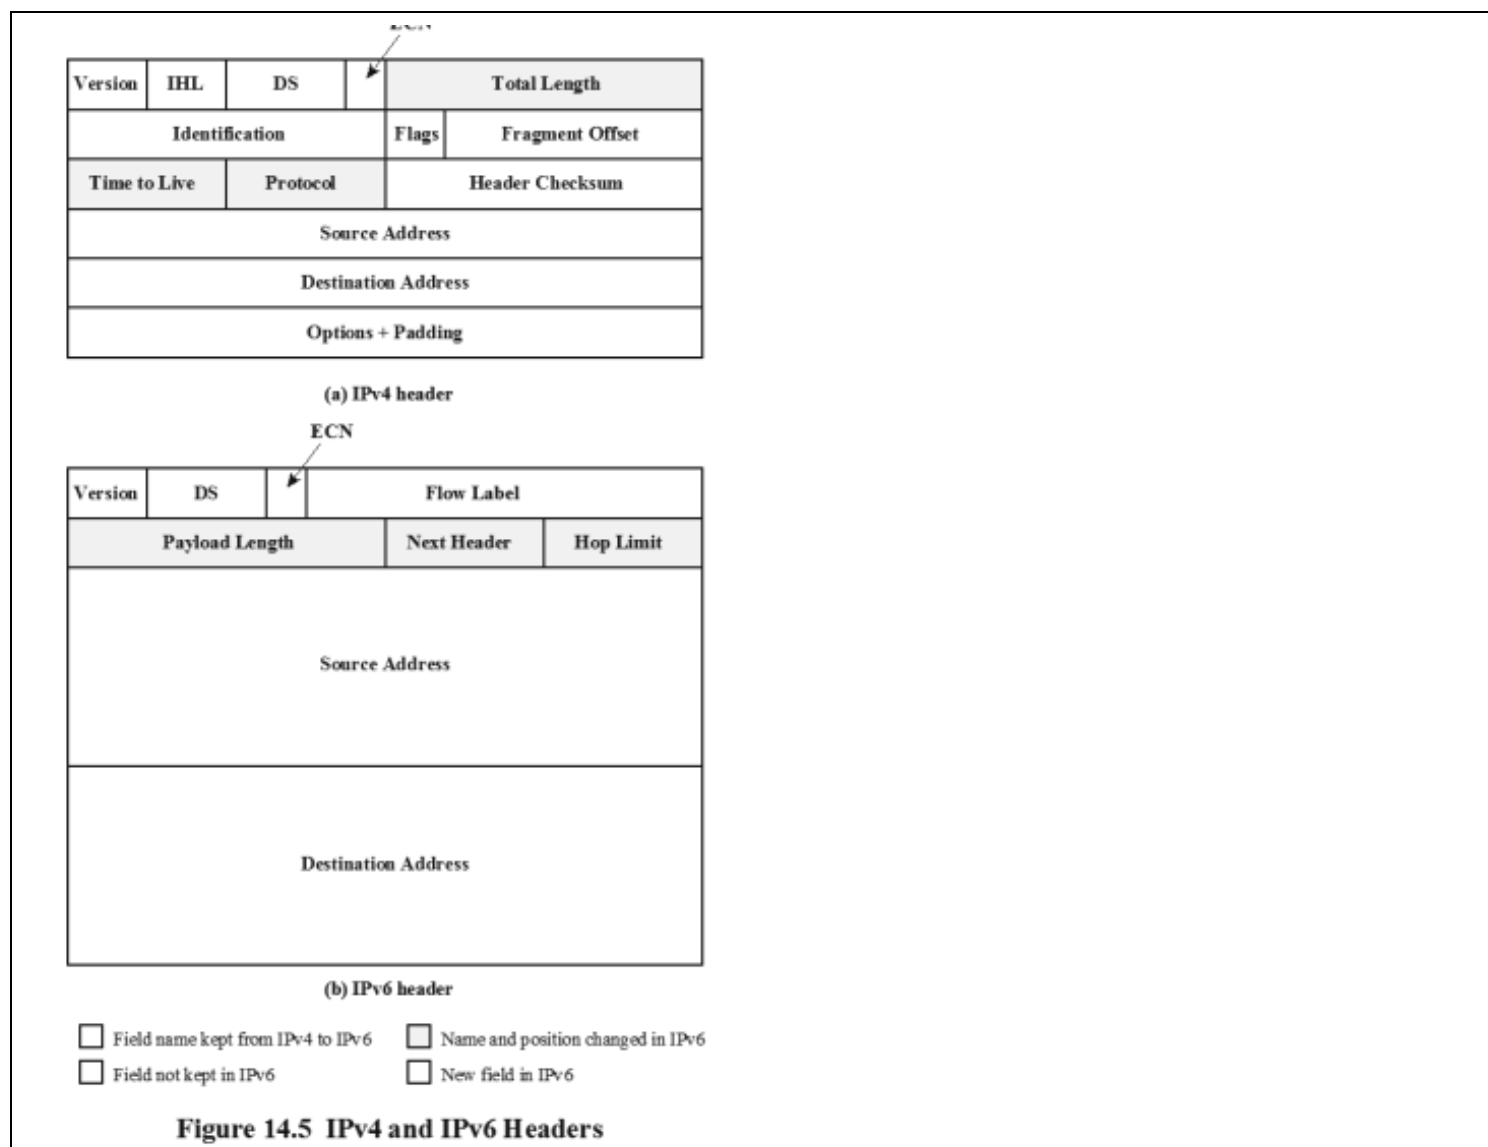 ECN
Version IHL DS Total Length
Identification Flags Fragment Offset
Time to Live Protocol Header Checksum
Source Address
Destination Address
Options + Padding
(a) IPv4 header
ECN
Version DS Flow Label
Payload Length Next Header Hop Limit
Source Address
Destination Address
(b) IPv6 header
Field name kept from IPv4 to IPv6 Name and position changed in IPv6
Field not kept in IPv6 New field in IPv6
Figure 14.5 IPv4 and IPv6 Headers